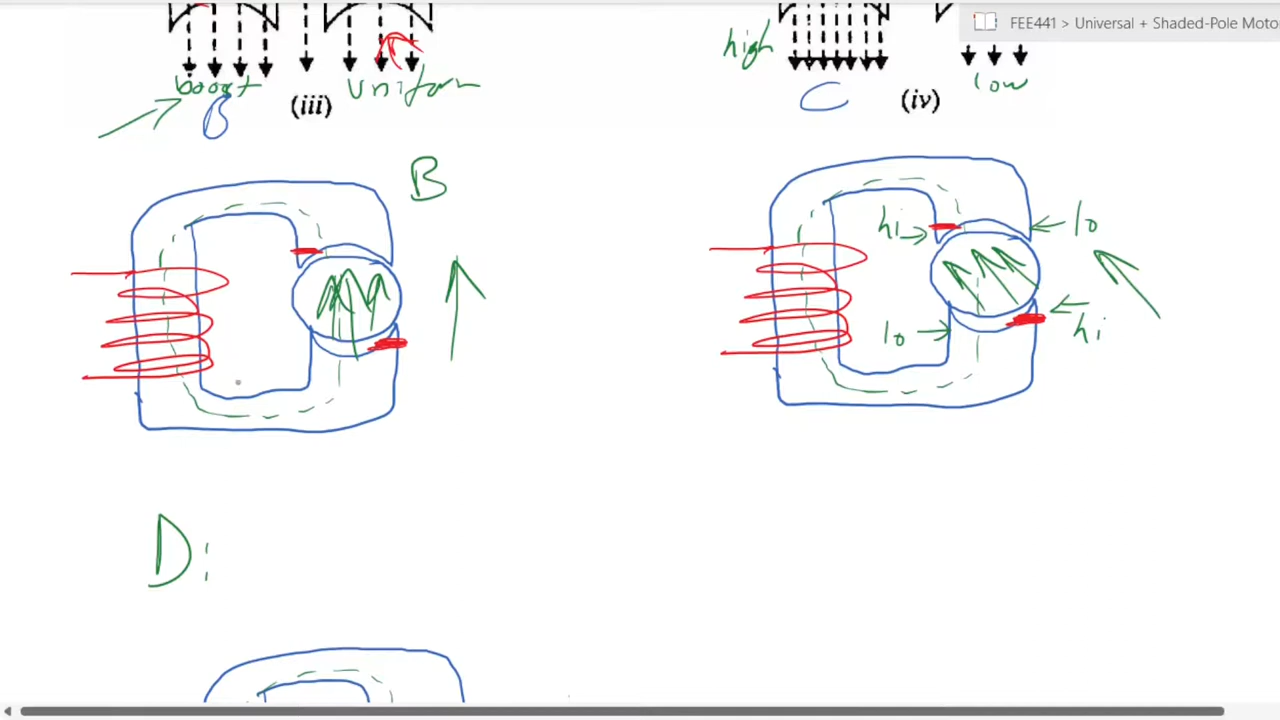 FEE441 > Universal + Shaded-Pole Moto
high
boost
uniform
low
B
(iii)
C
(iv)
B
hi
lo
lo
hi
D: